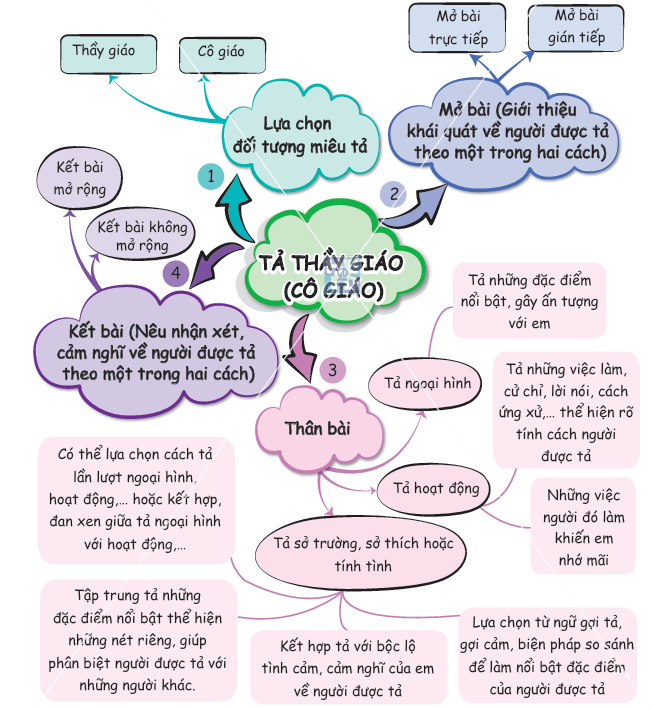 TẢ THẦY GIÁO
(CÔ GIÁO)
1
Lựa chọn
đối tượng miêu tả
Thầy giáo
Cô giáo
2
Mở bài (Giới thiệu
khái quát về người được tả
theo một trong hai cách)
Mở bài
trực tiếp
Mở bài
gián tiếp
3
Thân bài
Tả ngoại hình
Tả những đặc điểm
nổi bật, gây ấn tượng
với em
Tả hoạt động
Tả những việc làm,
cử chỉ, lời nói, cách
ứng xử,... thể hiện rõ
tính cách người
được tả
Những việc
người đó làm
khiến em
nhớ mãi
Tả sở trường, sở thích hoặc
tính tình
Có thể lựa chọn cách tả
lần lượt ngoại hình,
hoạt động,... hoặc kết hợp,
đan xen giữa tả ngoại hình
với hoạt động,...
Tập trung tả những
đặc điểm nổi bật thể hiện
những nét riêng, giúp
phân biệt người được tả với
những người khác.
Kết hợp tả với bộc lộ
tình cảm, cảm nghĩ của em
về người được tả
Lựa chọn từ ngữ gợi tả,
gợi cảm, biện pháp so sánh
để làm nổi bật đặc điểm
của người được tả
4
Kết bài (Nêu nhận xét,
cảm nghĩ về người được tả
theo một trong hai cách)
Kết bài
mở rộng
Kết bài không
mở rộng